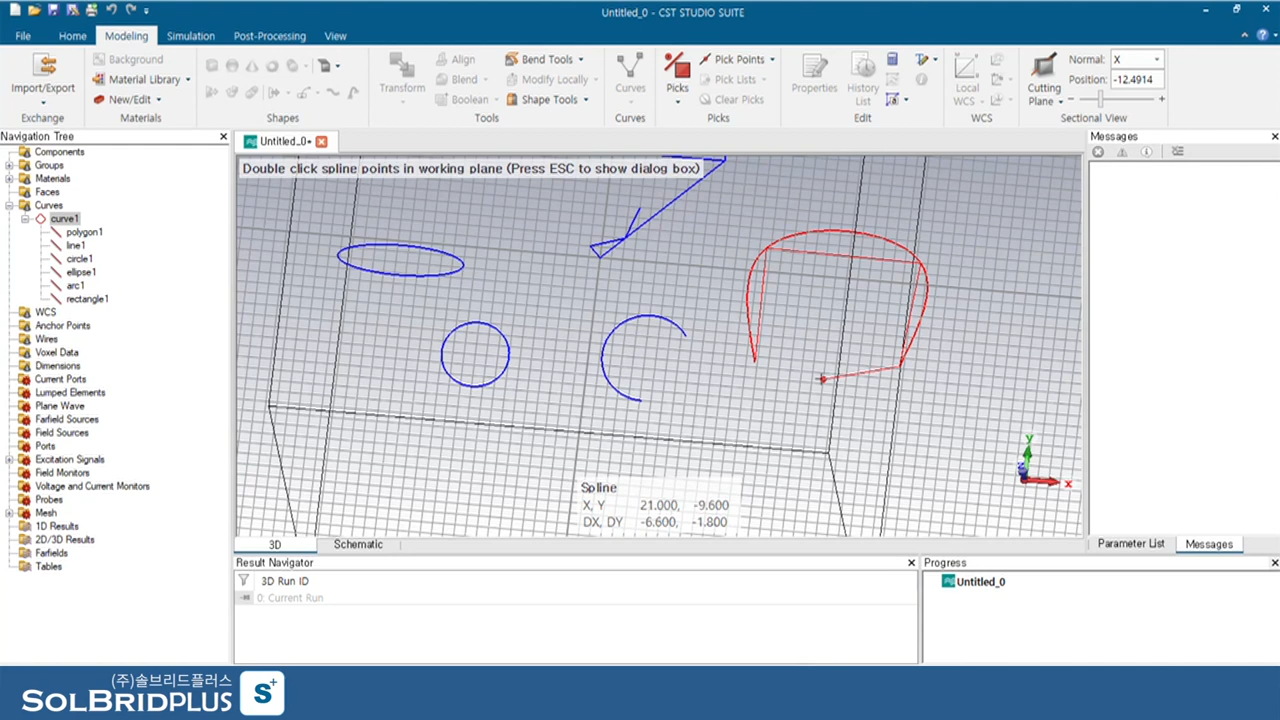 Untitled_0 - CST STUDIO SUITE
File Home Modeling Simulation Post-Processing View
Import/Export
Exchange
Background
Material Library
New/Edit
Materials
Shapes
Transform
Align
Blend
Boolean
Bend Tools
Modify Locally
Shape Tools
Tools
Curves
Curves
Picks
Pick Points
Pick Lists
Clear Picks
Picks
Properties
History
List
Edit
Local
WCS
WCS
Cutting
Plane
Normal: X
Position: -12.4914
Sectional View
Navigation Tree
Components
Groups
Materials
Faces
Curves
curve1
polygon1
line1
circle1
ellipse1
arc1
rectangle1
WCS
Anchor Points
Wires
Voxel Data
Dimensions
Current Ports
Lumped Elements
Plane Wave
Farfield Sources
Field Sources
Ports
Excitation Signals
Field Monitors
Voltage and Current Monitors
Probes
Mesh
1D Results
2D/3D Results
Farfields
Tables
Untitled_0*
Double click spline points in working plane (Press ESC to show dialog box)
Spline
X, Y 21.000, -9.600
DX, DY -6.600, -1.800
y
z
x
3D Schematic
Messages
Parameter List Messages
Result Navigator
3D Run ID
0: Current Run
Progress
Untitled_0
(주)솔브리드플러스
SOLBRIDPLUS
S+